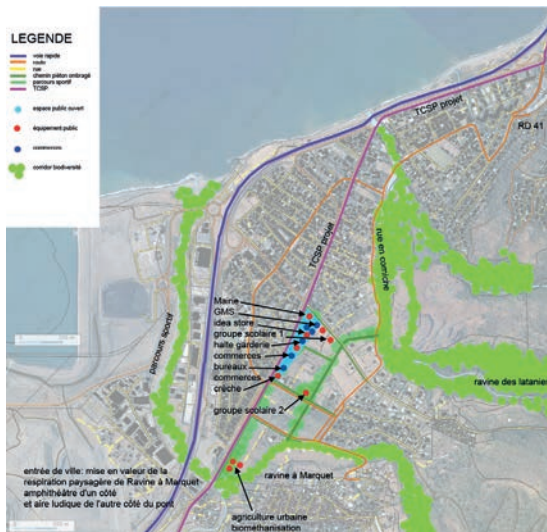 LEGENDE
voie rapide
route
rue
chemin piéton ombragé
parcours sportif
TCSP
espace public ouvert
équipement public
commerces
corridor biodiversité
TCSP projet
RD 41
TCSP projet
rue en corniche
parcours sportif
Mairie
GMS
idea store
groupe scolaire 1
halte garderie
commerces
bureaux
commerces
crèche
groupe scolaire 2
ravine des latanier
ravine à Marquet
entrée de ville: mise en valeur de la
respiration paysagère de Ravine à Marquet
amphithéâtre d'un côté
et aire ludique de l'autre côté du pont
agriculture urbaine
biométhanisation